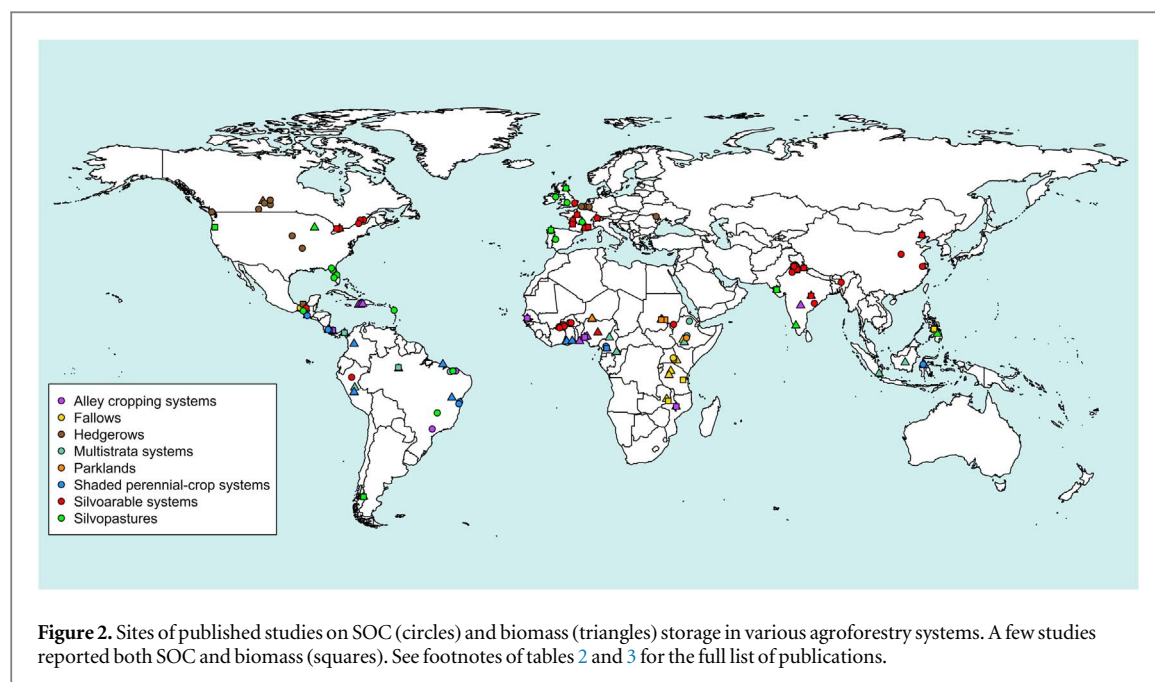 Alley cropping systems
Fallows
Hedgerows
Multistrata systems
Parklands
Shaded perennial-crop systems
Silvoarable systems
Silvopastures
Figure 2. Sites of published studies on SOC (circles) and biomass (triangles) storage in various agroforestry systems. A few studies
reported both SOC and biomass (squares). See footnotes of tables 2 and 3 for the full list of publications.